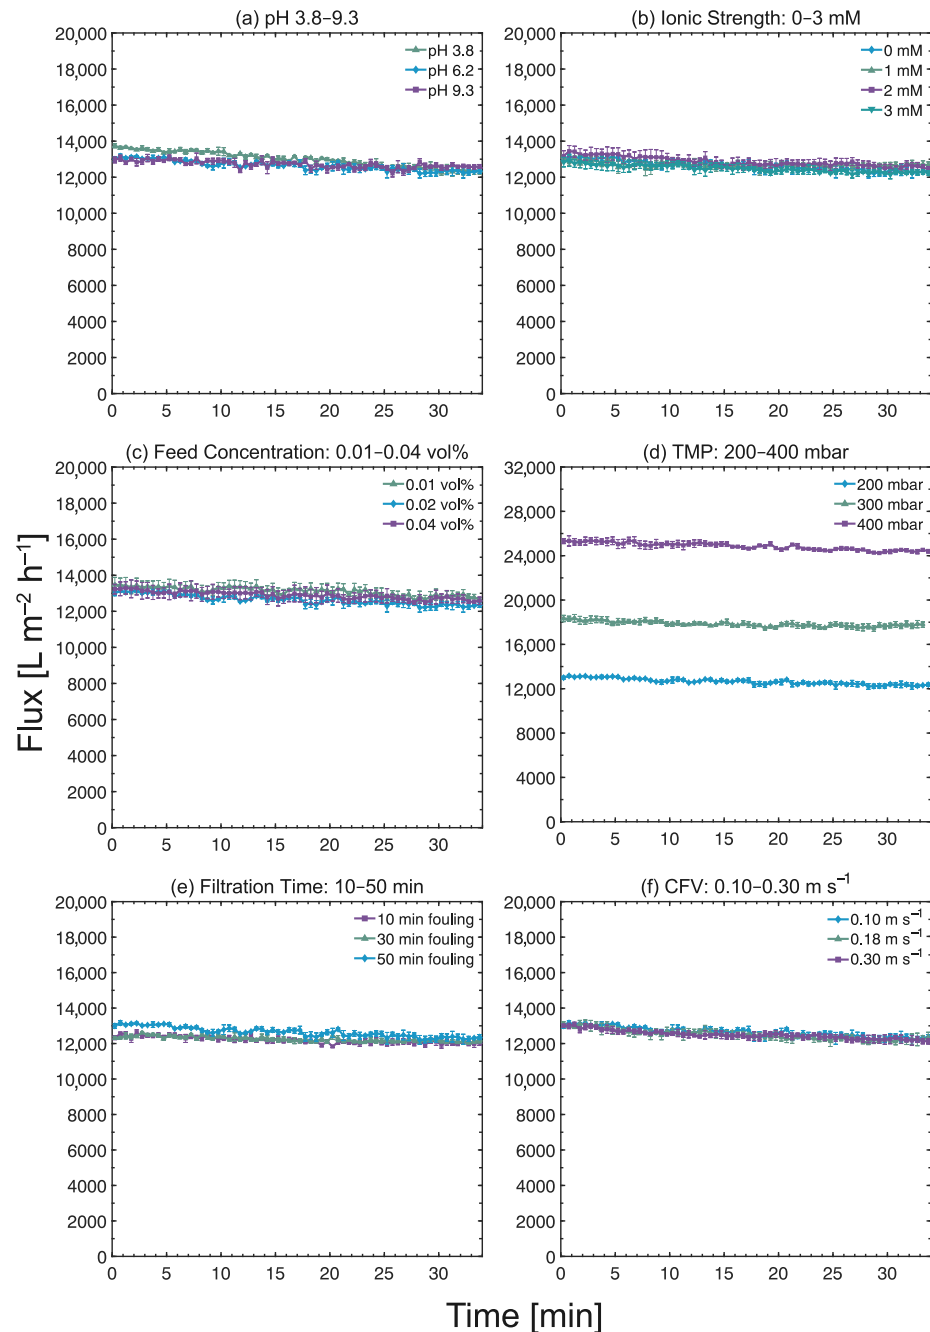 (a) pH 3.8–9.3
20,000
18,000
16,000
14,000
12,000
10,000
8000
6000
4000
2000
0
0 5 10 15 20 25 30
pH 3.8
pH 6.2
pH 9.3
(b) Ionic Strength: 0–3 mM
20,000
18,000
16,000
14,000
12,000
10,000
8000
6000
4000
2000
0
0 5 10 15 20 25 30
0 mM
1 mM
2 mM
3 mM
(c) Feed Concentration: 0.01–0.04 vol%
20,000
18,000
16,000
14,000
12,000
10,000
8000
6000
4000
2000
0
0 5 10 15 20 25 30
0.01 vol%
0.02 vol%
0.04 vol%
(d) TMP: 200–400 mbar
32,000
28,000
24,000
20,000
16,000
12,000
8000
4000
0
0 5 10 15 20 25 30
200 mbar
300 mbar
400 mbar
Flux [L m⁻² h⁻¹]
(e) Filtration Time: 10–50 min
20,000
18,000
16,000
14,000
12,000
10,000
8000
6000
4000
2000
0
0 5 10 15 20 25 30
10 min fouling
30 min fouling
50 min fouling
(f) CFV: 0.10–0.30 m s⁻¹
20,000
18,000
16,000
14,000
12,000
10,000
8000
6000
4000
2000
0
0 5 10 15 20 25 30
0.10 m s⁻¹
0.18 m s⁻¹
0.30 m s⁻¹
Time [min]